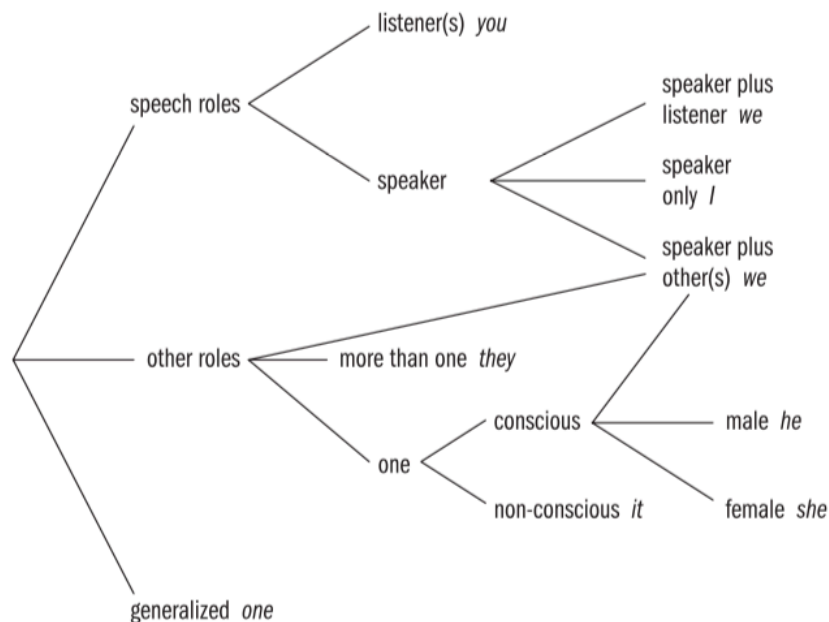 listener(s) you
speech roles
speaker plus
listener we
speaker
speaker
only I
speaker plus
other(s) we
other roles
more than one they
conscious
male he
one
non-conscious it
female she
generalized one